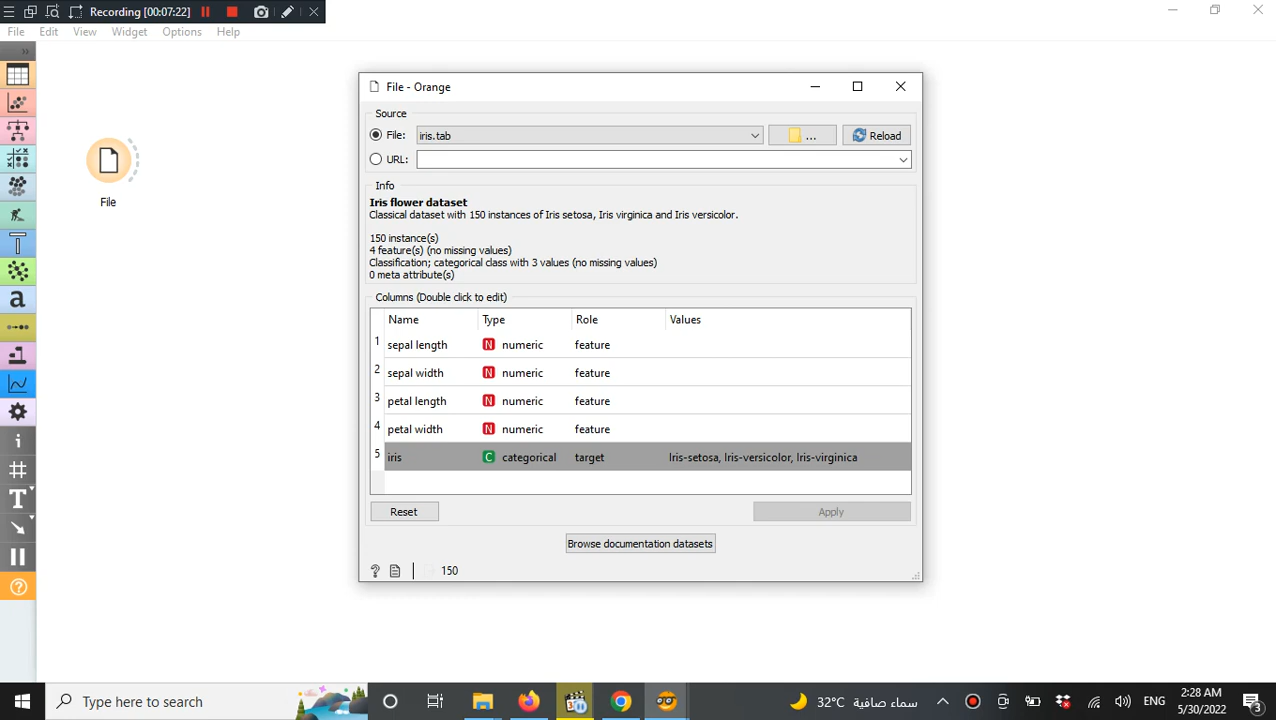 Recording [00:07:22]
File Edit View Widget Options Help
File - Orange
Source
File: iris.tab ... Reload
URL:
Info
Iris flower dataset
Classical dataset with 150 instances of Iris setosa, Iris virginica and Iris versicolor.
150 instance(s)
4 feature(s) (no missing values)
Classification; categorical class with 3 values (no missing values)
0 meta attribute(s)
Columns (Double click to edit)
Name Type Role Values
1 sepal length N numeric feature
2 sepal width N numeric feature
3 petal length N numeric feature
4 petal width N numeric feature
5 iris C categorical target Iris-setosa, Iris-versicolor, Iris-virginica
Reset Apply
Browse documentation datasets
? 150
File
a
i
T
?
Type here to search
32°C سماء صافية
ENG
2:28 AM
5/30/2022
3